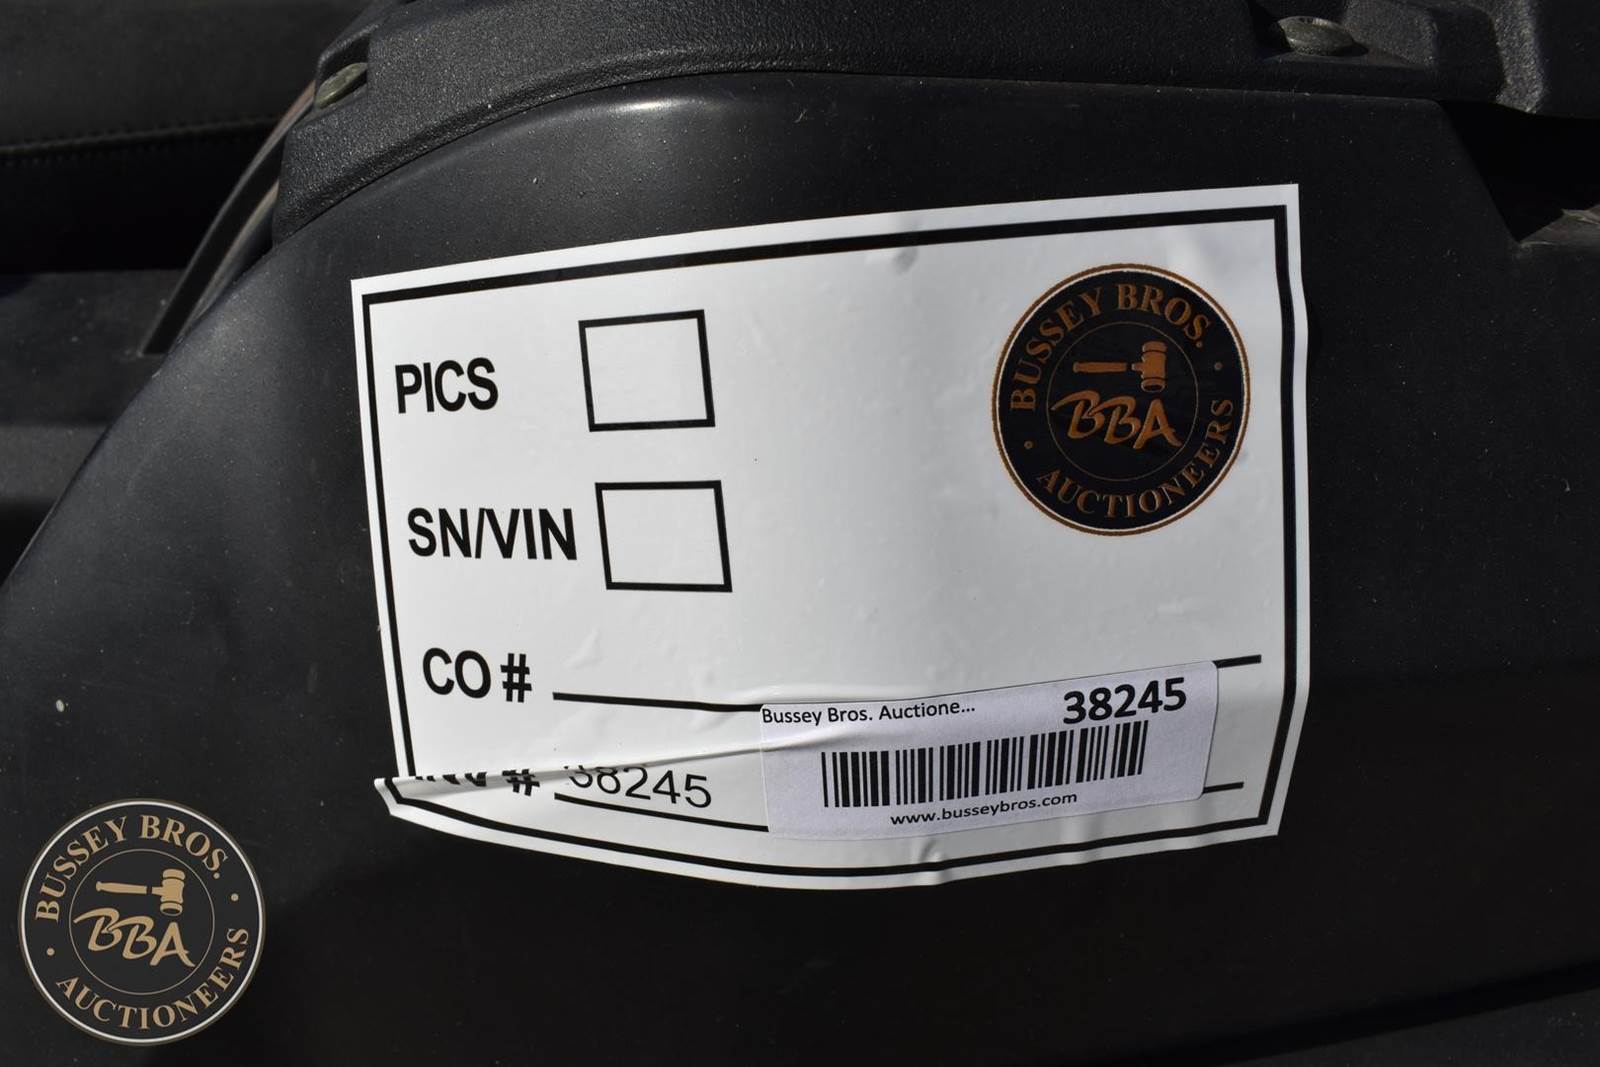 PICS
BUSSEY BROS.
BBA
AUCTIONEERS
SN/VIN
CO #
Bussey Bros. Auctione...
38245
INV # 38245
www.busseybros.com
BUSSEY BROS.
BBA
AUCTIONEERS